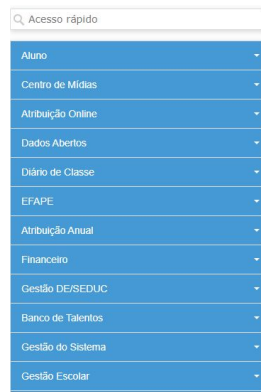 Acesso rápido
Aluno
Centro de Mídias
Atribuição Online
Dados Abertos
Diário de Classe
EFAPE
Atribuição Anual
Financeiro
Gestão DE/SEDUC
Banco de Talentos
Gestão do Sistema
Gestão Escolar